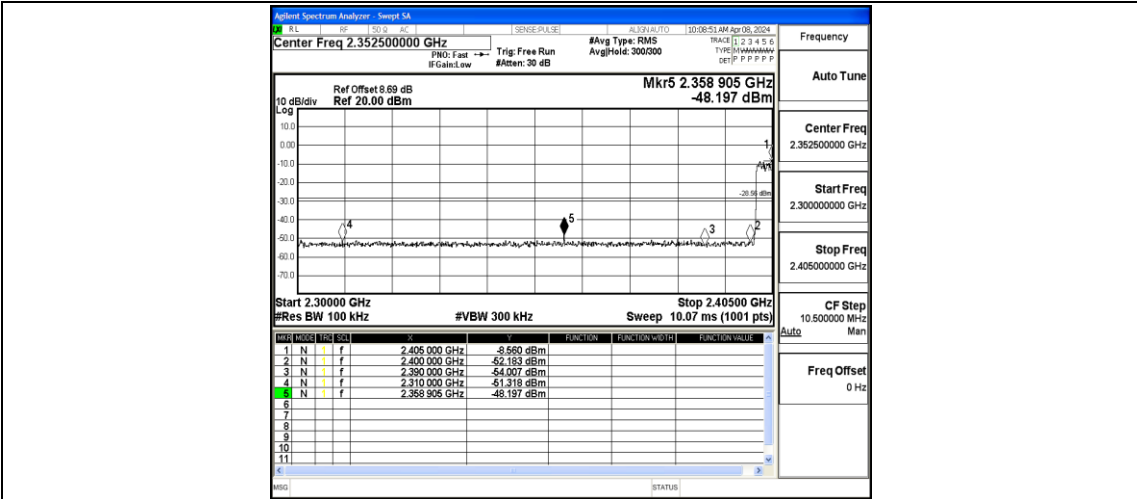 Agilent Spectrum Analyzer - Swept SA
RL RF 50 Ω AC SENSE:PULSE ALIGN AUTO 10:08:51 AM Apr 08, 2024
Center Freq 2.352500000 GHz
PNO: Fast
IFGain:Low
Trig: Free Run
#Atten: 30 dB
#Avg Type: RMS
Avg|Hold: 300/300
TRACE 1 2 3 4 5 6
TYPE MWWWWW
DET P P P P P P
Mkr5 2.358 905 GHz
-48.197 dBm
Ref Offset 8.69 dB
10 dB/div Ref 20.00 dBm
Log
10.0
0.00
-10.0
-20.0
-30.0
-40.0
-50.0
-60.0
-70.0
1
-28.56 dBm
4
5
3
2
Start 2.30000 GHz Stop 2.40500 GHz
#Res BW 100 kHz #VBW 300 kHz Sweep 10.07 ms (1001 pts)
MKR MODE TRC SCL X Y FUNCTION FUNCTION WIDTH FUNCTION VALUE
1 N 1 f 2.405 000 GHz -8.560 dBm
2 N 1 f 2.400 000 GHz -52.183 dBm
3 N 1 f 2.390 000 GHz -54.007 dBm
4 N 1 f 2.310 000 GHz -51.318 dBm
5 N 1 f 2.358 905 GHz -48.197 dBm
6
7
8
9
10
11
MSG STATUS
Frequency
Auto Tune
Center Freq
2.352500000 GHz
Start Freq
2.300000000 GHz
Stop Freq
2.405000000 GHz
CF Step
10.500000 MHz
Auto Man
Freq Offset
0 Hz